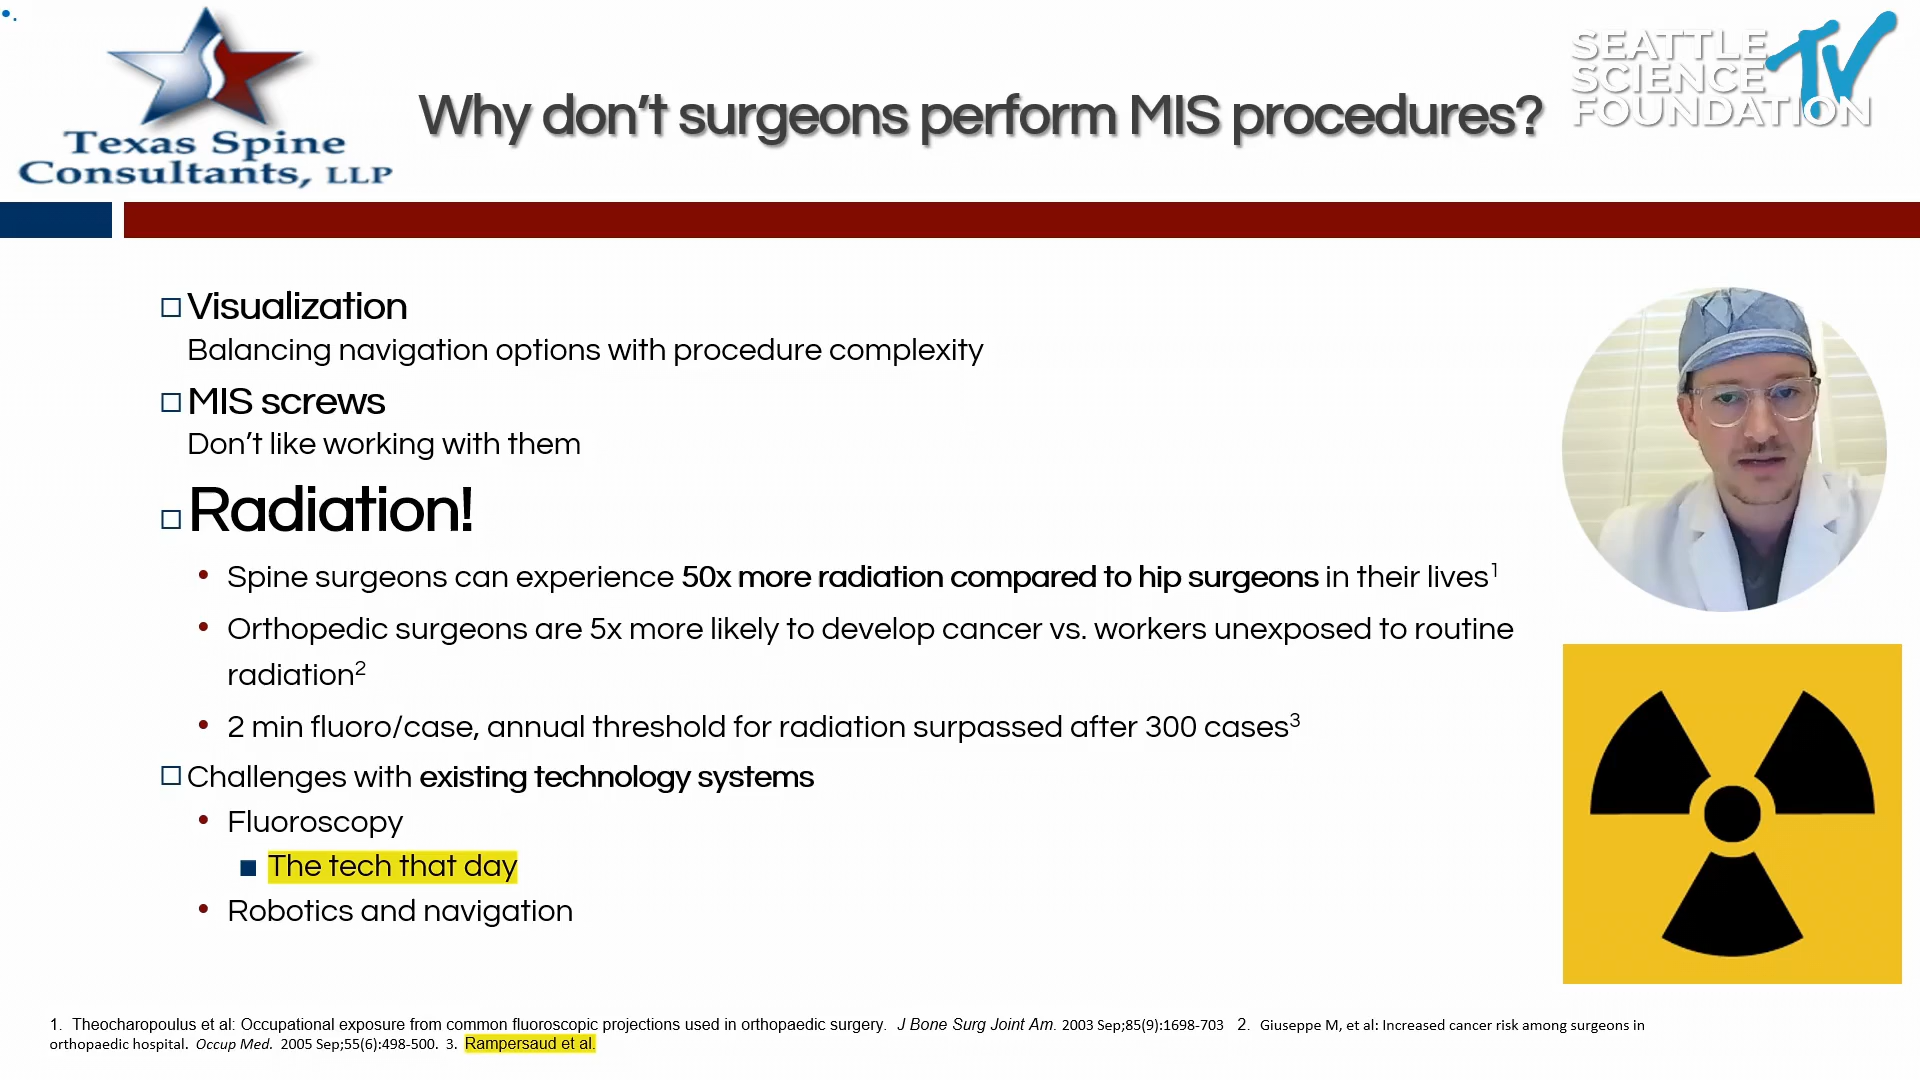 Texas Spine
Consultants, LLP
Why don't surgeons perform MIS procedures?
SEATTLE
SCIENCE
FOUNDATION
TV
Visualization
Balancing navigation options with procedure complexity
MIS screws
Don't like working with them
Radiation!
• Spine surgeons can experience 50x more radiation compared to hip surgeons in their lives¹
• Orthopedic surgeons are 5x more likely to develop cancer vs. workers unexposed to routine
radiation²
• 2 min fluoro/case, annual threshold for radiation surpassed after 300 cases³
Challenges with existing technology systems
• Fluoroscopy
The tech that day
• Robotics and navigation
1. Theocharopoulus et al: Occupational exposure from common fluoroscopic projections used in orthopaedic surgery. J Bone Surg Joint Am. 2003 Sep;85(9):1698-703 2. Giuseppe M, et al: Increased cancer risk among surgeons in
orthopaedic hospital. Occup Med. 2005 Sep;55(6):498-500. 3. Rampersaud et al.